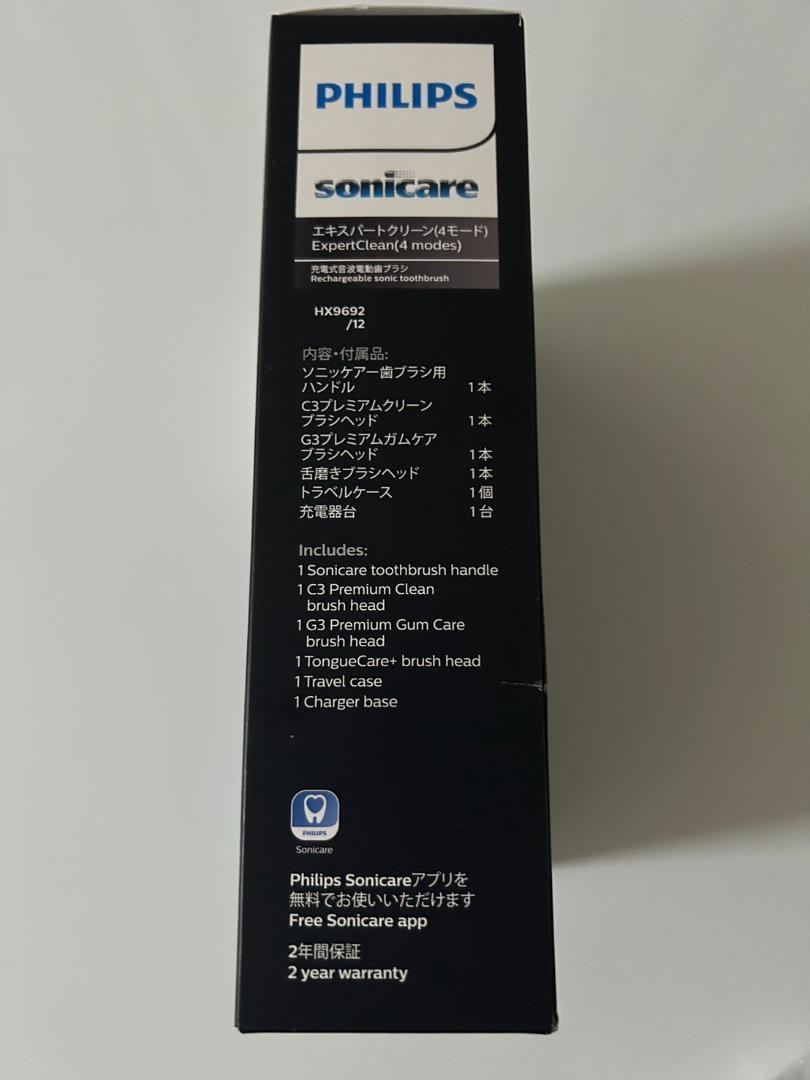 PHILIPS
sonicare
エキスパートクリーン(4モード)
ExpertClean(4 modes)
充電式音波電動歯ブラシ
Rechargeable sonic toothbrush
HX9692
/12
内容・付属品:
ソニッケアー歯ブラシ用
ハンドル 1本
C3プレミアムクリーン
ブラシヘッド 1本
G3プレミアムガムケア
ブラシヘッド 1本
舌磨きブラシヘッド 1本
トラベルケース 1個
充電器台 1台
Includes:
1 Sonicare toothbrush handle
1 C3 Premium Clean
brush head
1 G3 Premium Gum Care
brush head
1 TongueCare+ brush head
1 Travel case
1 Charger base
PHILIPS
Sonicare
Philips Sonicareアプリを
無料でお使いいただけます
Free Sonicare app
2年間保証
2 year warranty